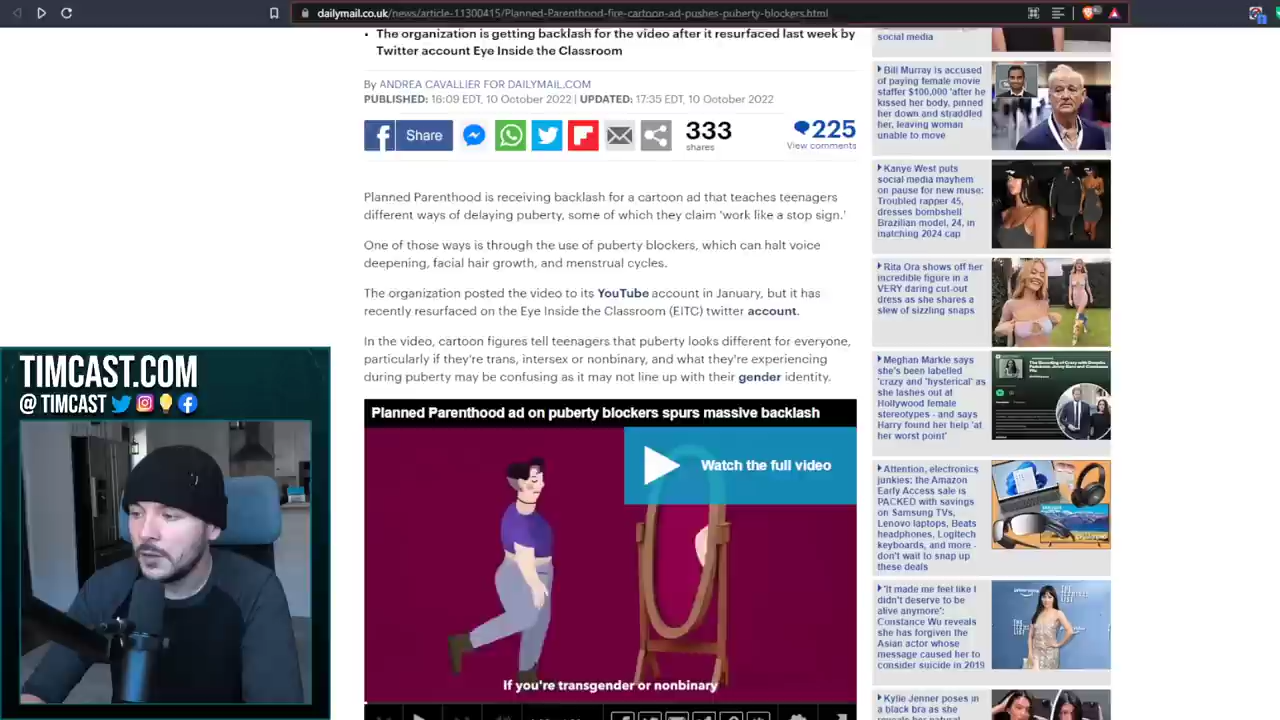 dailymail.co.uk/news/article-11300415/Planned-Parenthood-fire-cartoon-ad-pushes-puberty-blockers.html
• The organization is getting backlash for the video after it resurfaced last week by
Twitter account Eye Inside the Classroom
By ANDREA CAVALLIER FOR DAILYMAIL.COM
PUBLISHED: 16:09 EDT, 10 October 2022 | UPDATED: 17:35 EDT, 10 October 2022
Share
333
shares
225
View comments
Planned Parenthood is receiving backlash for a cartoon ad that teaches teenagers
different ways of delaying puberty, some of which they claim 'work like a stop sign.'
One of those ways is through the use of puberty blockers, which can halt voice
deepening, facial hair growth, and menstrual cycles.
The organization posted the video to its YouTube account in January, but it has
recently resurfaced on the Eye Inside the Classroom (EITC) twitter account.
In the video, cartoon figures tell teenagers that puberty looks different for everyone,
particularly if they're trans, intersex or nonbinary, and what they're experiencing
during puberty may be confusing as it may not line up with their gender identity.
Planned Parenthood ad on puberty blockers spurs massive backlash
Watch the full video
If you're transgender or nonbinary
TIMCAST.COM
@ TIMCAST
social media
Bill Murray is accused
of paying female movie
staffer $100,000 'after he
kissed her body, pinned
her down and straddled
her, leaving woman
unable to move
Kanye West puts
social media mayhem
on pause for new muse:
Troubled rapper 45,
dresses bombshell
Brazilian model, 24, in
matching 2024 cap
Rita Ora shows off her
incredible figure in a
VERY daring cut-out
dress as she shares a
slew of sizzling snaps
Meghan Markle says
she's been labelled
'crazy and 'hysterical' as
she lashes out at
Hollywood female
stereotypes - and says
Harry found her help 'at
her worst point'
Attention, electronics
junkies: the Amazon
Early Access sale is
PACKED with savings
on Samsung TVs,
Lenovo laptops, Beats
headphones, Logitech
keyboards, and more -
don't wait to snap up
these deals
'It made me feel like I
didn't deserve to be
alive anymore':
Constance Wu reveals
she has forgiven the
Asian actor whose
message caused her to
consider suicide in 2019
Kylie Jenner poses in
a black bra as she
reveals her natural